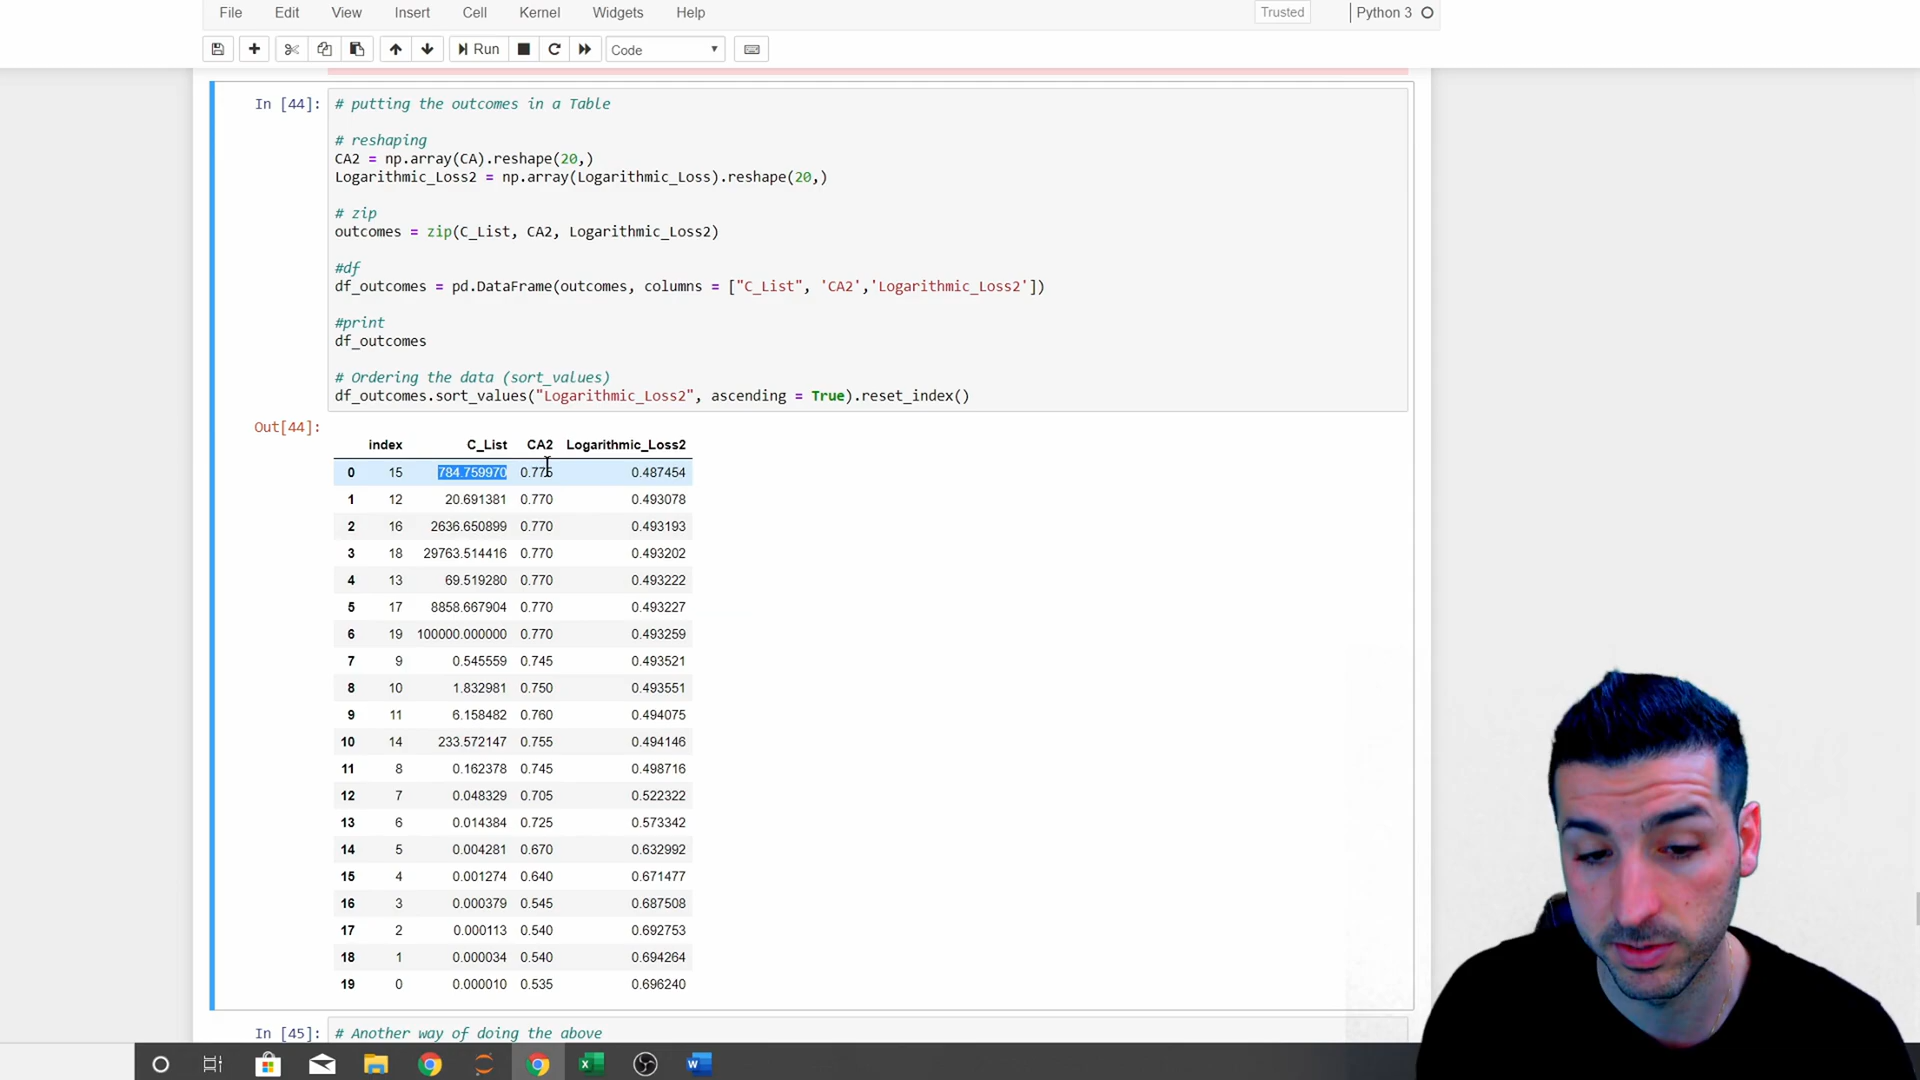 File Edit View Insert Cell Kernel Widgets Help Trusted Python 3
Run Code
In [44]: # putting the outcomes in a Table
# reshaping
CA2 = np.array(CA).reshape(20,)
Logarithmic_Loss2 = np.array(Logarithmic_Loss).reshape(20,)
# zip
outcomes = zip(C_List, CA2, Logarithmic_Loss2)
#df
df_outcomes = pd.DataFrame(outcomes, columns = ["C_List", 'CA2','Logarithmic_Loss2'])
#print
df_outcomes
# Ordering the data (sort_values)
df_outcomes.sort_values("Logarithmic_Loss2", ascending = True).reset_index()
Out[44]:
index C_List CA2 Logarithmic_Loss2
0 15 784.759970 0.775 0.487454
1 12 20.691381 0.770 0.493078
2 16 2636.650899 0.770 0.493193
3 18 29763.514416 0.770 0.493202
4 13 69.519280 0.770 0.493222
5 17 8858.667904 0.770 0.493227
6 19 100000.000000 0.770 0.493259
7 9 0.545559 0.745 0.493521
8 10 1.832981 0.750 0.493551
9 11 6.158482 0.760 0.494075
10 14 233.572147 0.755 0.494146
11 8 0.162378 0.745 0.498716
12 7 0.048329 0.705 0.522322
13 6 0.014384 0.725 0.573342
14 5 0.004281 0.670 0.632992
15 4 0.001274 0.640 0.671477
16 3 0.000379 0.545 0.687508
17 2 0.000113 0.540 0.692753
18 1 0.000034 0.540 0.694264
19 0 0.000010 0.535 0.696240
In [45]: # Another way of doing the above